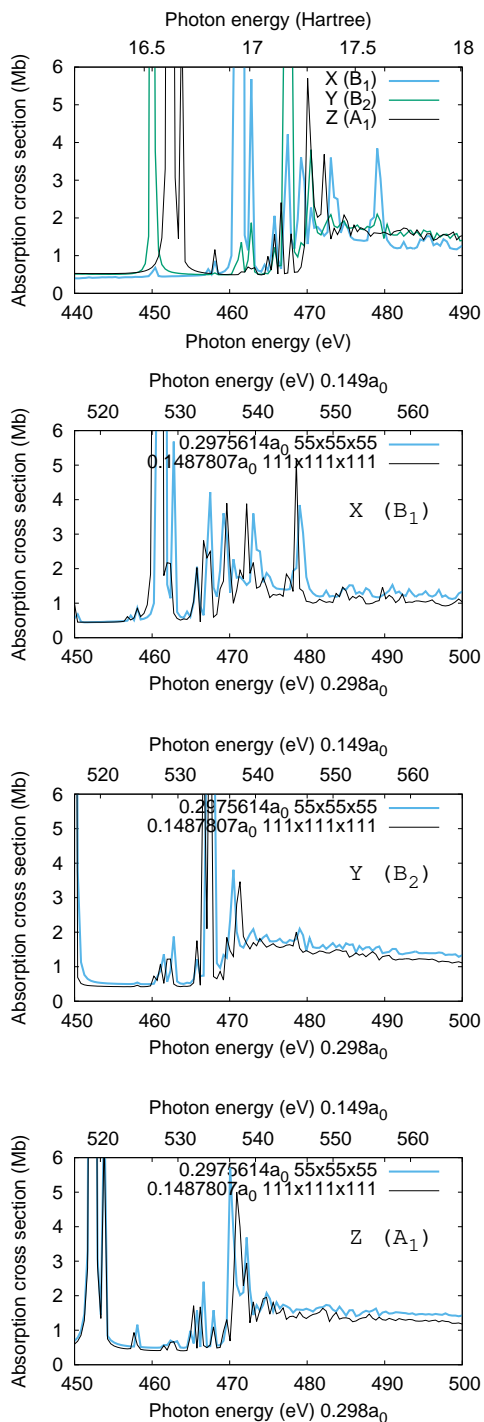 Photon energy (Hartree)
16.5 17 17.5 18
Absorption cross section (Mb)
6
5
4
3
2
1
0
X (B1)
Y (B2)
Z (A1)
440 450 460 470 480 490
Photon energy (eV)
Photon energy (eV) 0.149a0
520 530 540 550 560
Absorption cross section (Mb)
6
5
4
3
2
1
0
0.2975614a0 55x55x55
0.1487807a0 111x111x111
X (B1)
450 460 470 480 490 500
Photon energy (eV) 0.298a0
Photon energy (eV) 0.149a0
520 530 540 550 560
Absorption cross section (Mb)
6
5
4
3
2
1
0
0.2975614a0 55x55x55
0.1487807a0 111x111x111
Y (B2)
450 460 470 480 490 500
Photon energy (eV) 0.298a0
Photon energy (eV) 0.149a0
520 530 540 550 560
Absorption cross section (Mb)
6
5
4
3
2
1
0
0.2975614a0 55x55x55
0.1487807a0 111x111x111
Z (A1)
450 460 470 480 490 500
Photon energy (eV) 0.298a0